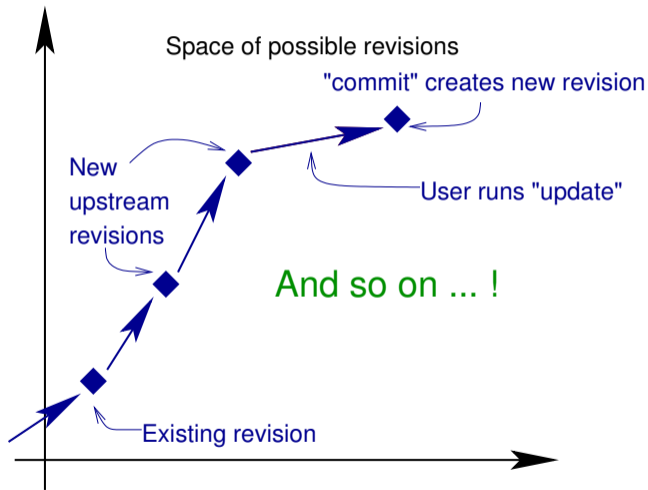 Space of possible revisions
"commit" creates new revision
New
upstream
revisions
User runs "update"
And so on ... !
Existing revision